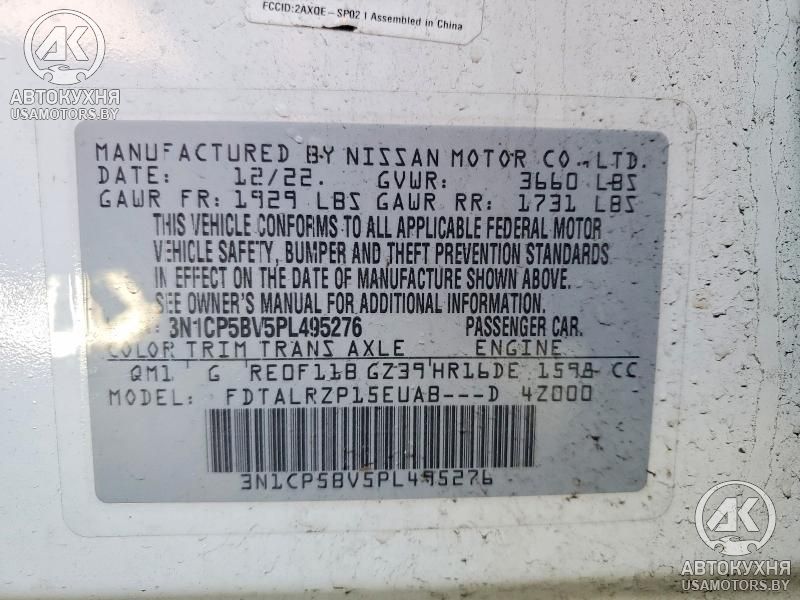 FCCID:2AXOE-SP02 | Assembled in China
АК
АВТОКУХНЯ
USAMOTORS.BY
MANUFACTURED BY NISSAN MOTOR CO.,LTD.
DATE: 12/22. GVWR: 3660 LBS
GAWR FR: 1929 LBS GAWR RR: 1731 LBS
THIS VEHICLE CONFORMS TO ALL APPLICABLE FEDERAL MOTOR
VEHICLE SAFETY, BUMPER AND THEFT PREVENTION STANDARDS
IN EFFECT ON THE DATE OF MANUFACTURE SHOWN ABOVE.
SEE OWNER'S MANUAL FOR ADDITIONAL INFORMATION.
: 3N1CP5BV5PL495276 PASSENGER CAR.
COLOR TRIM TRANS AXLE ENGINE
QM1 G RE0F11B GZ39 HR16DE 1598 CC
MODEL: FDTALRZP15EUAB---D 4Z000
3N1CP5BV5PL495276
АК
АВТОКУХНЯ
USAMOTORS.BY